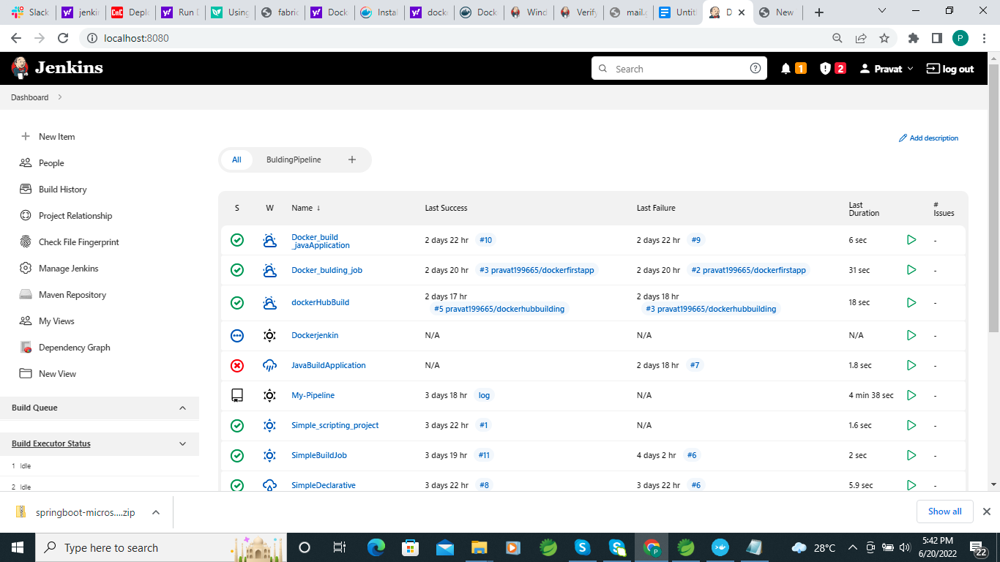 Slack
jenkin
Deplo
Run D
Using
fabric
Dock
Instal
docke
Dock
Wind
Verify
mail.g
Untitl
D
New
localhost:8080
P
Jenkins
Search
1
2
Pravat
log out
Dashboard
New Item
People
Build History
Project Relationship
Check File Fingerprint
Manage Jenkins
Maven Repository
My Views
Dependency Graph
New View
Build Queue
Build Executor Status
1 Idle
2 Idle
Add description
All BuldingPipeline +
S W Name ↓ Last Success Last Failure Last Duration # Issues
Docker_build_javaApplication 2 days 22 hr #10 2 days 22 hr #9 6 sec -
Docker_bulding_job 2 days 20 hr #3 pravat199665/dockerfirstapp 2 days 20 hr #2 pravat199665/dockerfirstapp 31 sec -
dockerHubBuild 2 days 17 hr #5 pravat199665/dockerhubbuilding 2 days 18 hr #3 pravat199665/dockerhubbuilding 18 sec -
Dockerjenkin N/A N/A N/A -
JavaBuildApplication N/A 2 days 18 hr #7 1.8 sec -
My-Pipeline 3 days 18 hr log N/A 4 min 38 sec -
Simple_scripting_project 3 days 22 hr #1 N/A 1.6 sec -
SimpleBuildJob 3 days 19 hr #11 4 days 2 hr #6 2 sec -
SimpleDeclarative 3 days 22 hr #8 3 days 22 hr #6 5.9 sec -
springboot-micros....zip
Show all
Type here to search
28°C
5:42 PM
6/20/2022
22